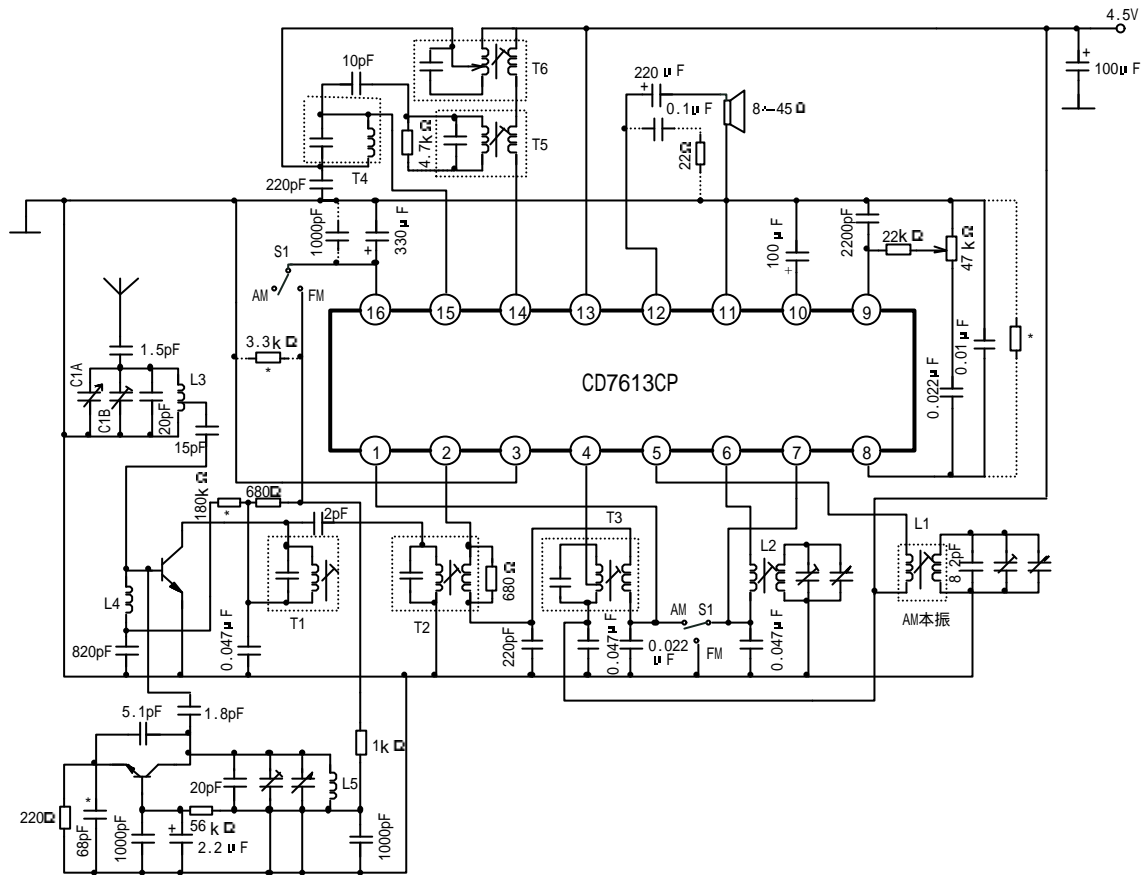 4.5V
100μF
T6
10pF
220μF
0.1μF
8~45Ω
22Ω
T5
4.7kΩ
T4
220pF
1000pF
330μF
100μF
2200pF
22kΩ
47kΩ
S1
AM
FM
16
15
14
13
12
11
10
9
3.3kΩ
*
1.5pF
CD7613CP
0.01μF
*
0.022μF
C1A
C1B
20pF
L3
15pF
1
2
3
4
5
6
7
8
180kΩ
*
680Ω
2pF
T3
L1
L2
8.2pF
680Ω
L4
AM
S1
FM
AM本振
T1
T2
820pF
0.047μF
220pF
0.047μF
0.022μF
0.047μF
5.1pF
1.8pF
1kΩ
20pF
L5
*
220Ω
68pF
1000pF
56kΩ
2.2μF
1000pF